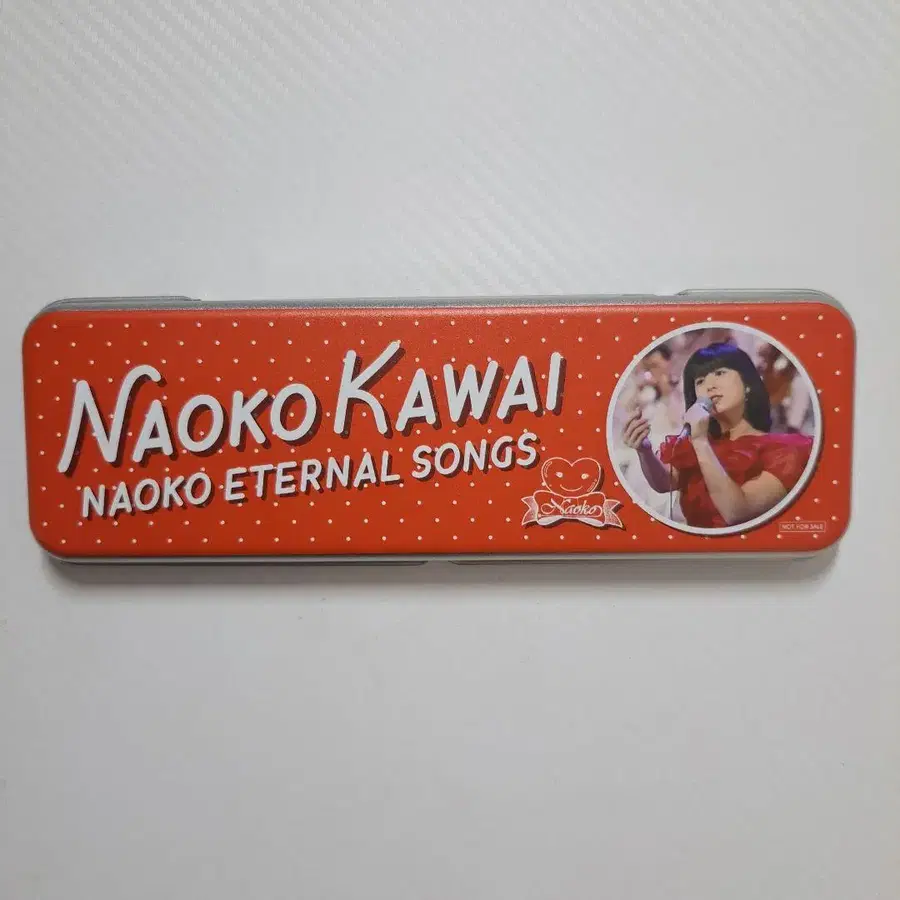 NAOKO KAWAI
NAOKO ETERNAL SONGS
Naoko
NOT FOR SALE